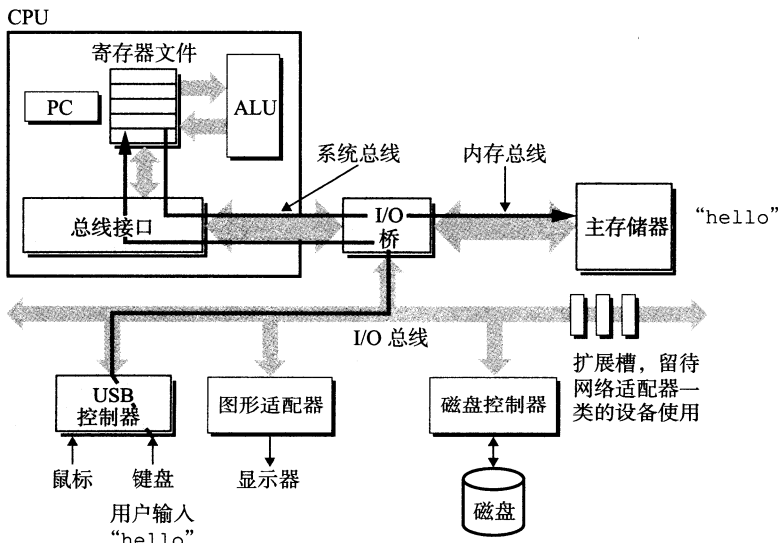 CPU
寄存器文件
PC
ALU
系统总线
内存总线
总线接口
I/O
桥
主存储器
“hello”
I/O 总线
扩展槽，留待
网络适配器一
类的设备使用
USB
控制器
图形适配器
磁盘控制器
鼠标
键盘
显示器
磁盘
用户输入
“hello”